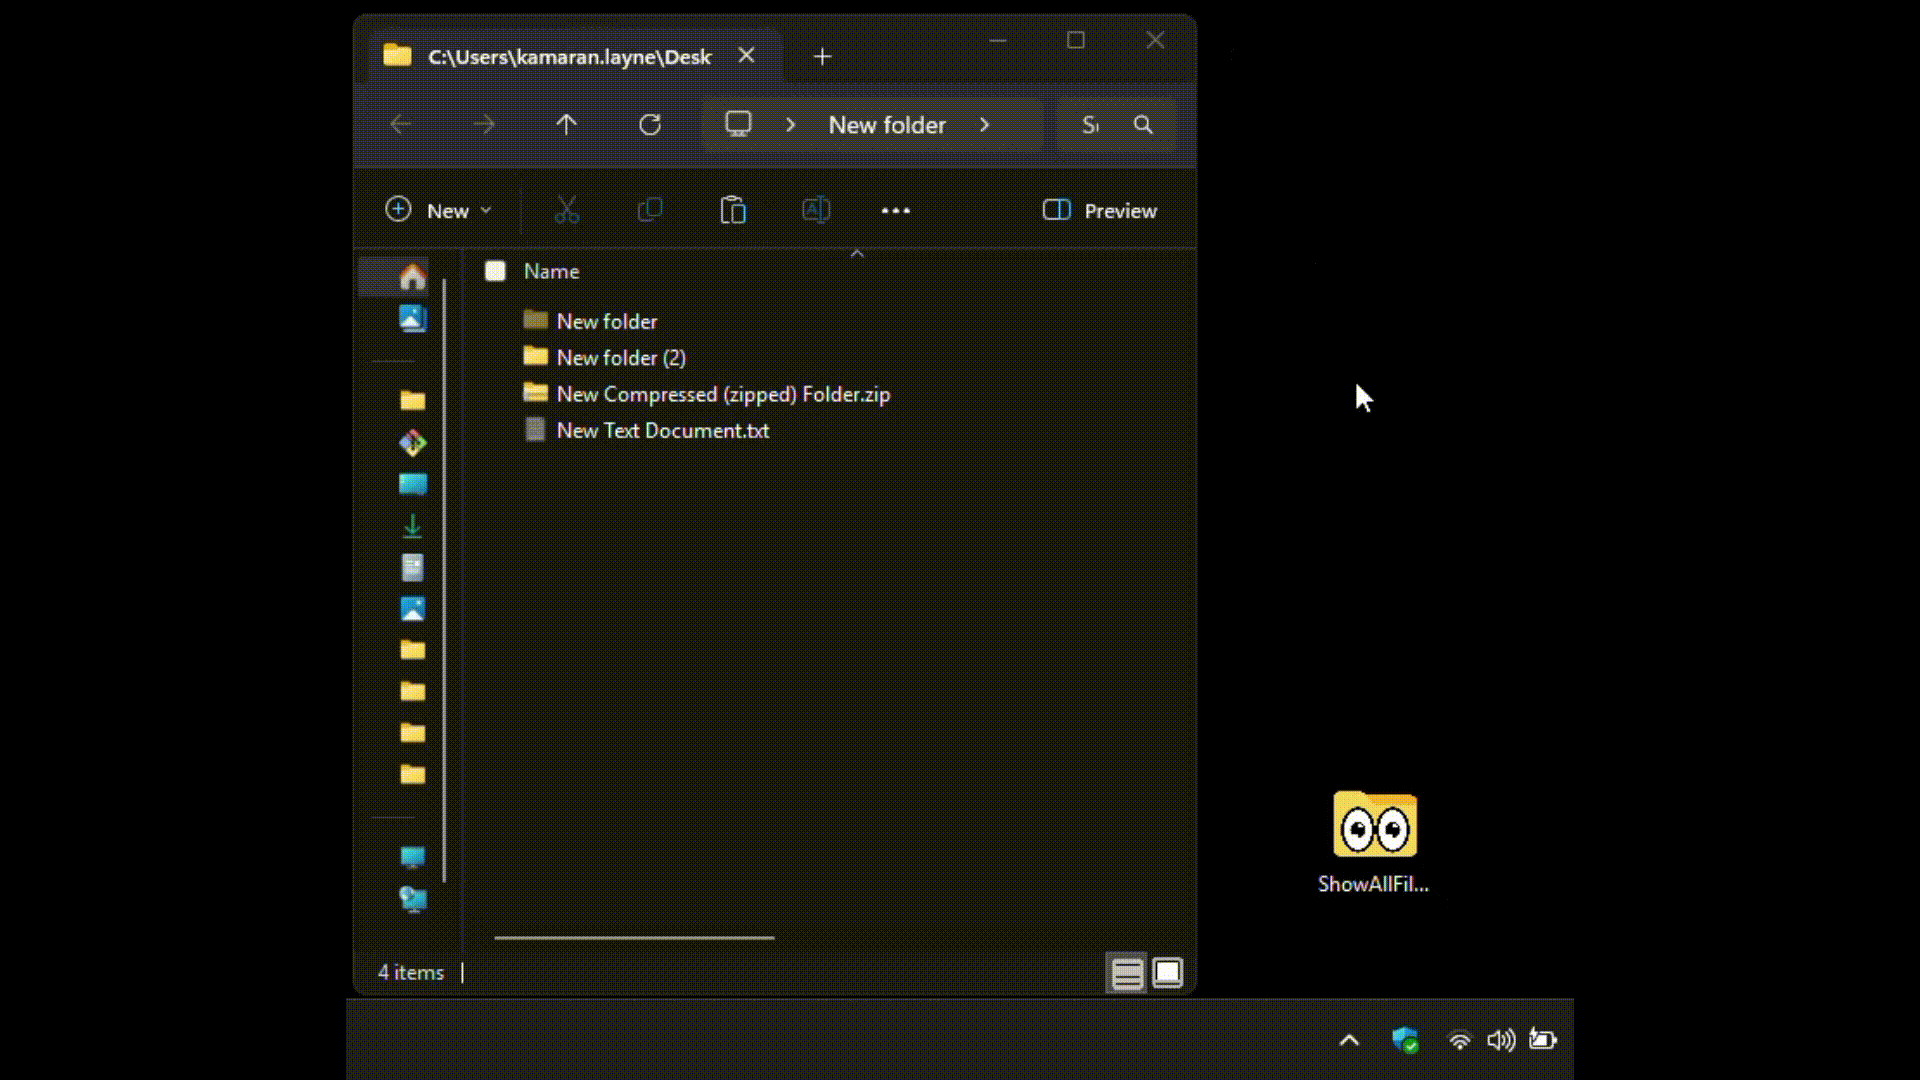 C:\Users\kamaran.layne\Desk
New folder
New
Preview
Name
New folder
New folder (2)
New Compressed (zipped) Folder.zip
New Text Document.txt
ShowAllFil...
4 items